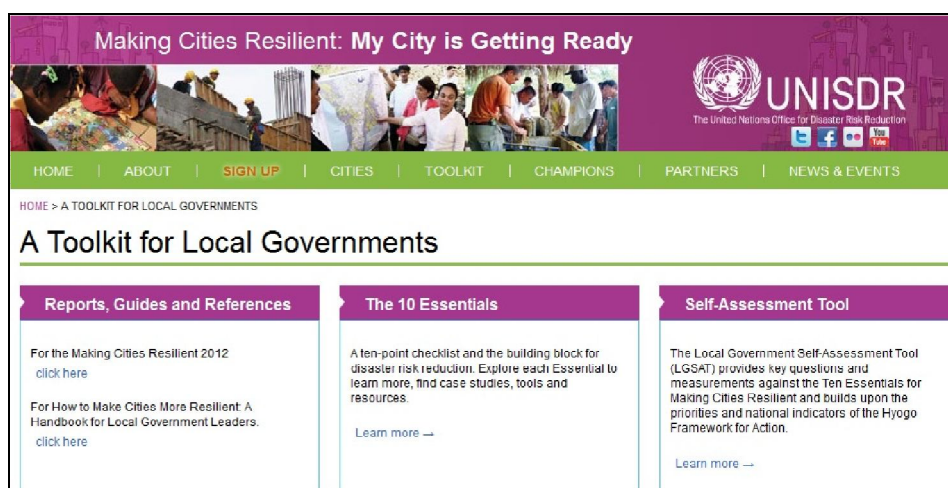 Making Cities Resilient: My City is Getting Ready
UNISDR
The United Nations Office for Disaster Risk Reduction
You
Tube
HOME | ABOUT | SIGN UP | CITIES | TOOLKIT | CHAMPIONS | PARTNERS | NEWS & EVENTS
HOME > A TOOLKIT FOR LOCAL GOVERNMENTS
A Toolkit for Local Governments
Reports, Guides and References
For the Making Cities Resilient 2012
click here
For How to Make Cities More Resilient: A
Handbook for Local Government Leaders.
click here
The 10 Essentials
A ten-point checklist and the building block for
disaster risk reduction. Explore each Essential to
learn more, find case studies, tools and
resources.
Learn more →
Self-Assessment Tool
The Local Government Self-Assessment Tool
(LGSAT) provides key questions and
measurements against the Ten Essentials for
Making Cities Resilient and builds upon the
priorities and national indicators of the Hyogo
Framework for Action.
Learn more →